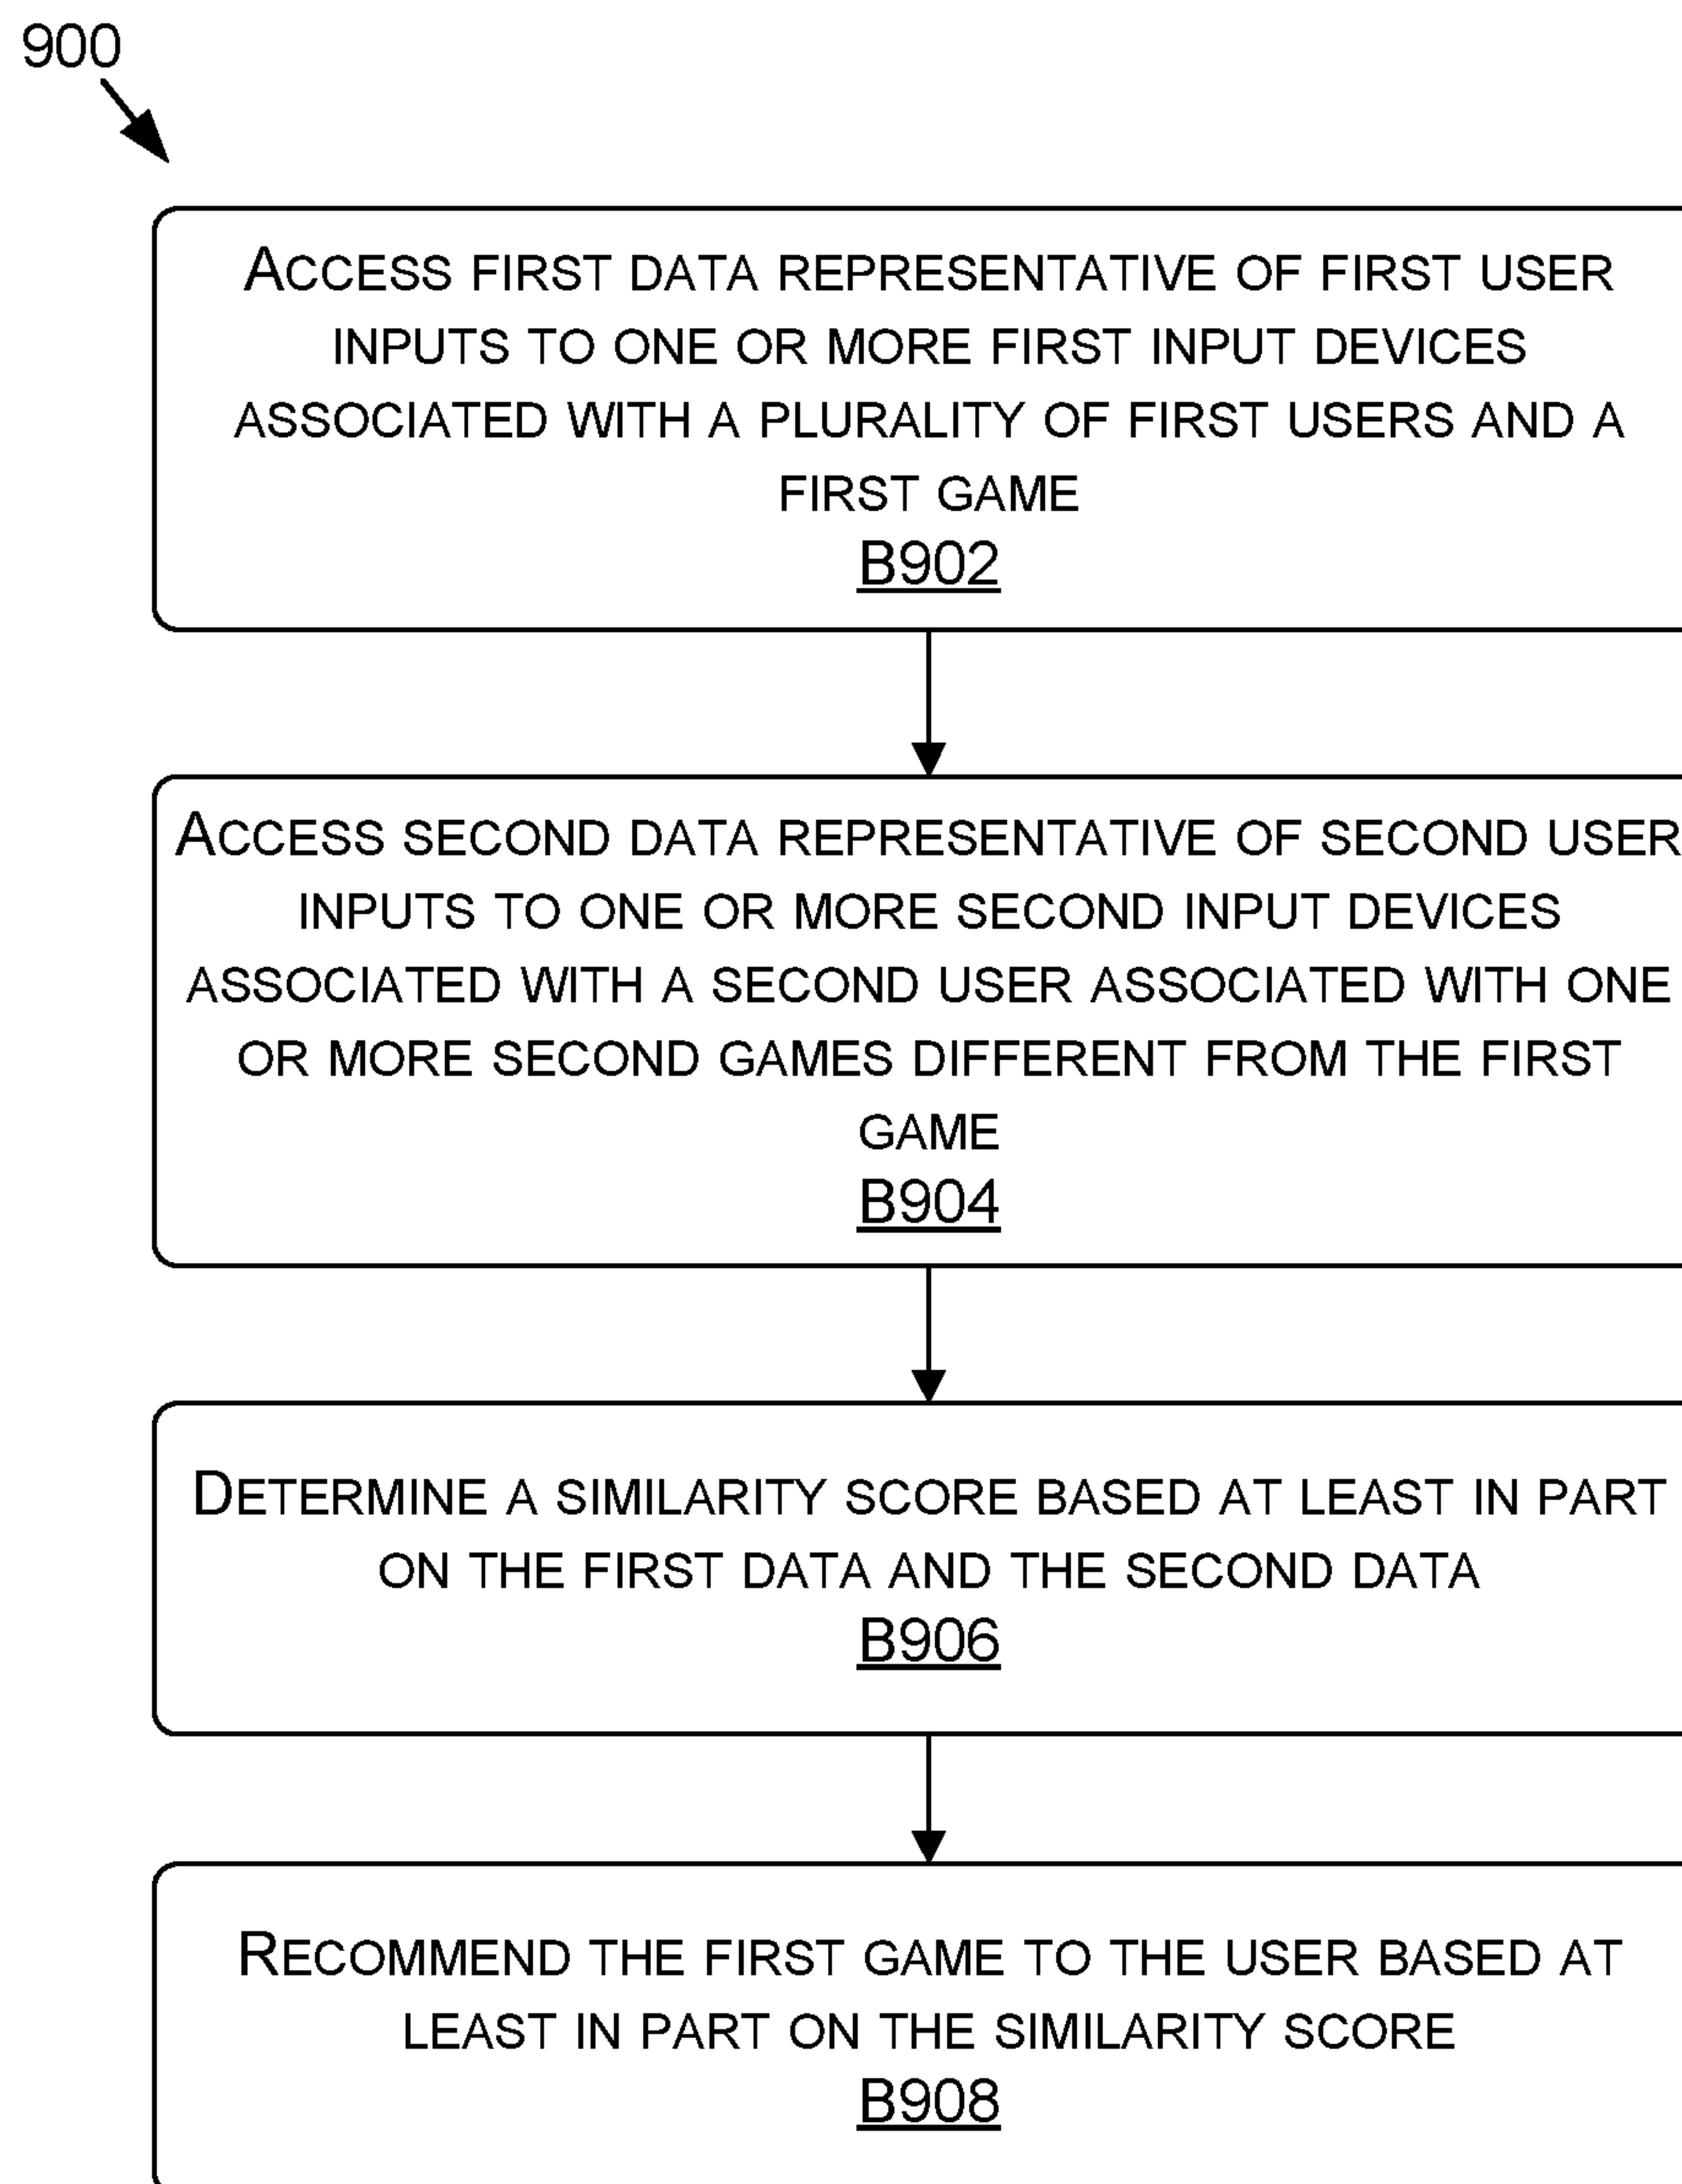 900
ACCESS FIRST DATA REPRESENTATIVE OF FIRST USER
INPUTS TO ONE OR MORE FIRST INPUT DEVICES
ASSOCIATED WITH A PLURALITY OF FIRST USERS AND A
FIRST GAME
B902
ACCESS SECOND DATA REPRESENTATIVE OF SECOND USER
INPUTS TO ONE OR MORE SECOND INPUT DEVICES
ASSOCIATED WITH A SECOND USER ASSOCIATED WITH ONE
OR MORE SECOND GAMES DIFFERENT FROM THE FIRST
GAME
B904
DETERMINE A SIMILARITY SCORE BASED AT LEAST IN PART
ON THE FIRST DATA AND THE SECOND DATA
B906
RECOMMEND THE FIRST GAME TO THE USER BASED AT
LEAST IN PART ON THE SIMILARITY SCORE
B908